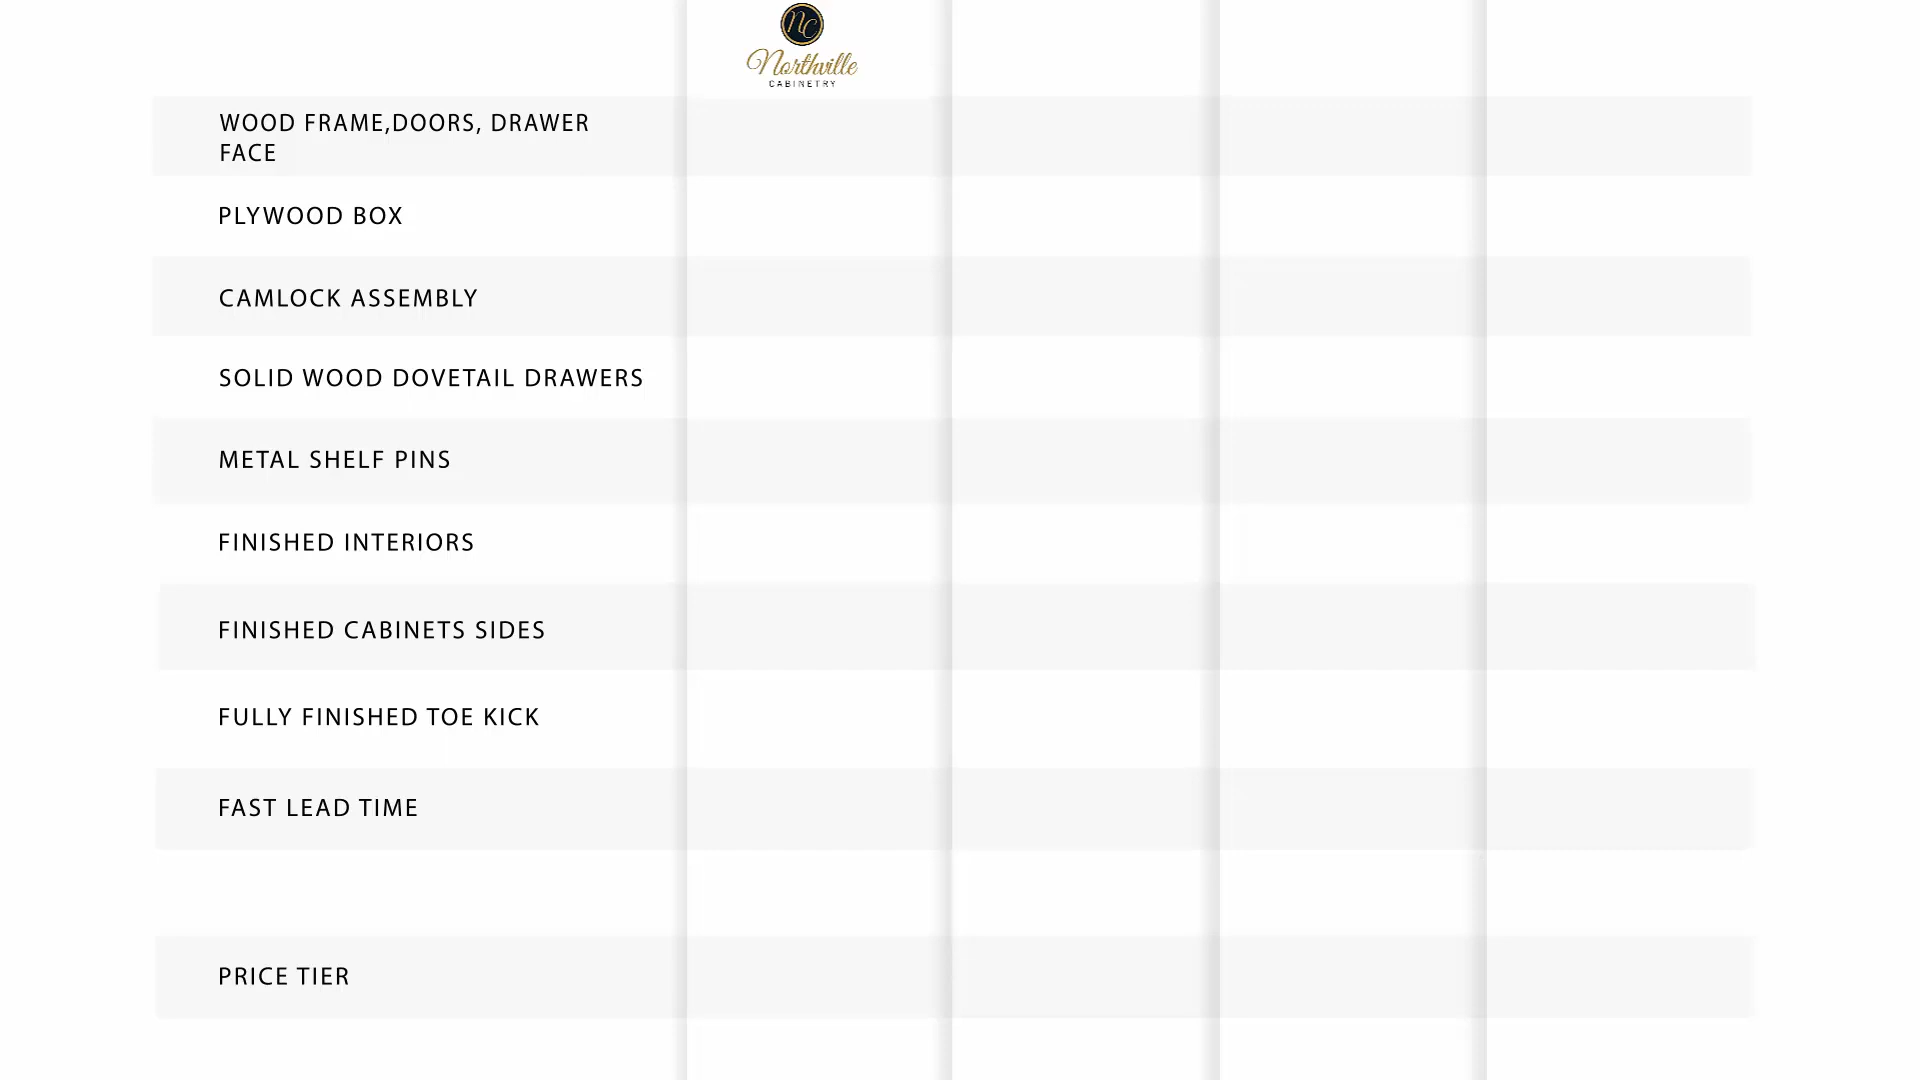 NC
Northville
CABINETRY
WOOD FRAME,DOORS, DRAWER
FACE
PLYWOOD BOX
CAMLOCK ASSEMBLY
SOLID WOOD DOVETAIL DRAWERS
METAL SHELF PINS
FINISHED INTERIORS
FINISHED CABINETS SIDES
FULLY FINISHED TOE KICK
FAST LEAD TIME
PRICE TIER